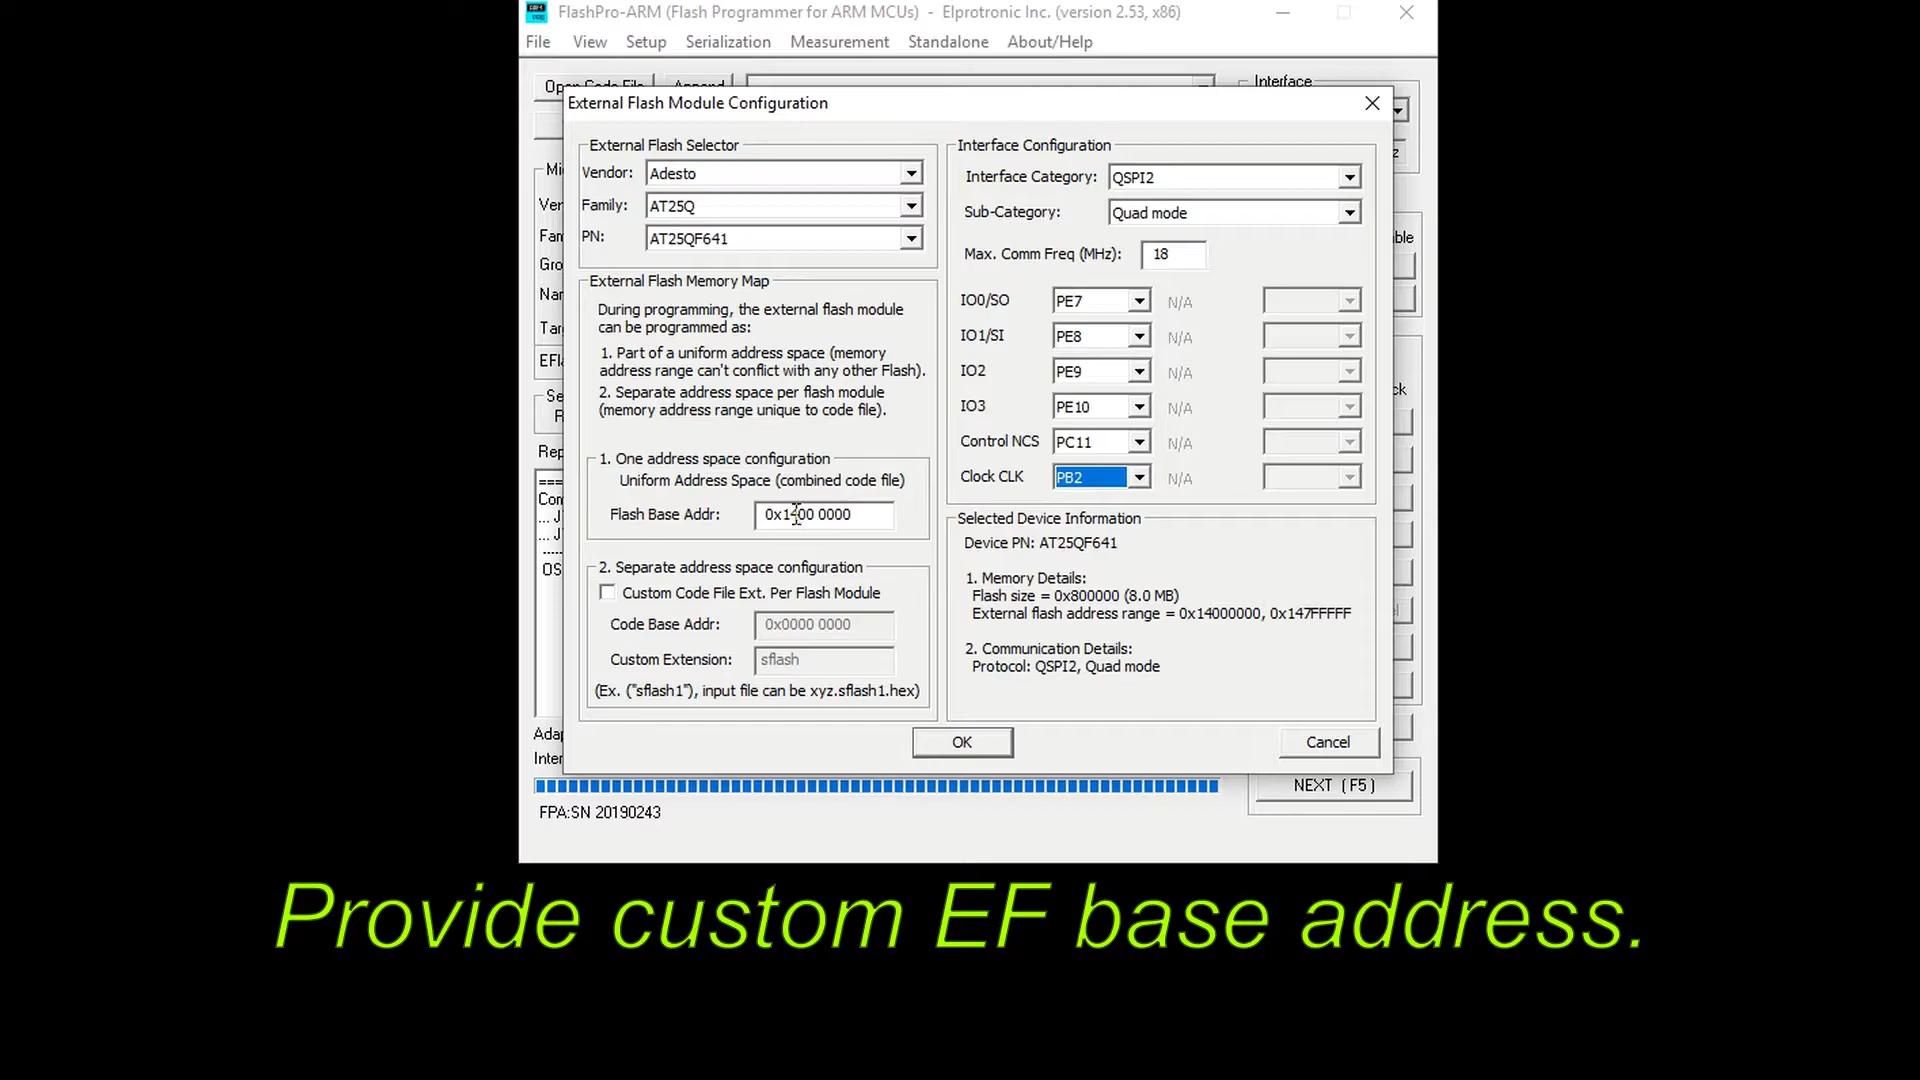 FlashPro-ARM (Flash Programmer for ARM MCUs) - Elprotronic Inc. (version 2.53, x86)
File View Setup Serialization Measurement Standalone About/Help
Interface
External Flash Module Configuration
External Flash Selector
Vendor: Adesto
Family: AT25Q
PN: AT25QF641
External Flash Memory Map
During programming, the external flash module
can be programmed as:
1. Part of a uniform address space (memory
address range can't conflict with any other Flash).
2. Separate address space per flash module
(memory address range unique to code file).
1. One address space configuration
Uniform Address Space (combined code file)
Flash Base Addr: 0x1400 0000
2. Separate address space configuration
Custom Code File Ext. Per Flash Module
Code Base Addr: 0x0000 0000
Custom Extension: sflash
(Ex. ("sflash1"), input file can be xyz.sflash1.hex)
Interface Configuration
Interface Category: QSPI2
Sub-Category: Quad mode
Max. Comm Freq (MHz): 18
IO0/SO PE7 N/A
IO1/SI PE8 N/A
IO2 PE9 N/A
IO3 PE10 N/A
Control NCS PC11 N/A
Clock CLK PB2 N/A
Selected Device Information
Device PN: AT25QF641
1. Memory Details:
Flash size = 0x800000 (8.0 MB)
External flash address range = 0x14000000, 0x147FFFFF
2. Communication Details:
Protocol: QSPI2, Quad mode
OK
Cancel
NEXT (F5)
FPA:SN 20190243
Provide custom EF base address.